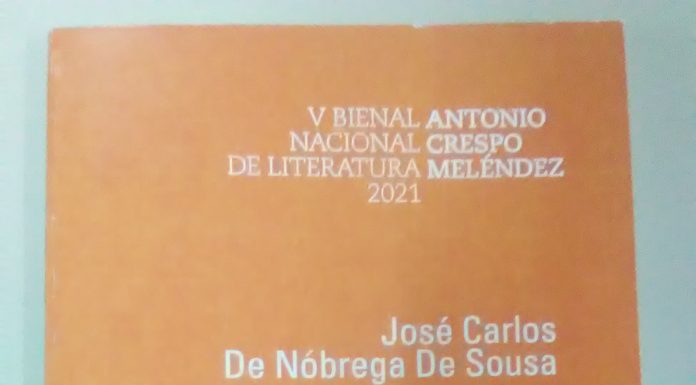 V BIENAL ANTONIO
NACIONAL CRESPO
DE LITERATURA MELÉNDEZ
2021
José Carlos
De Nóbrega De Sousa